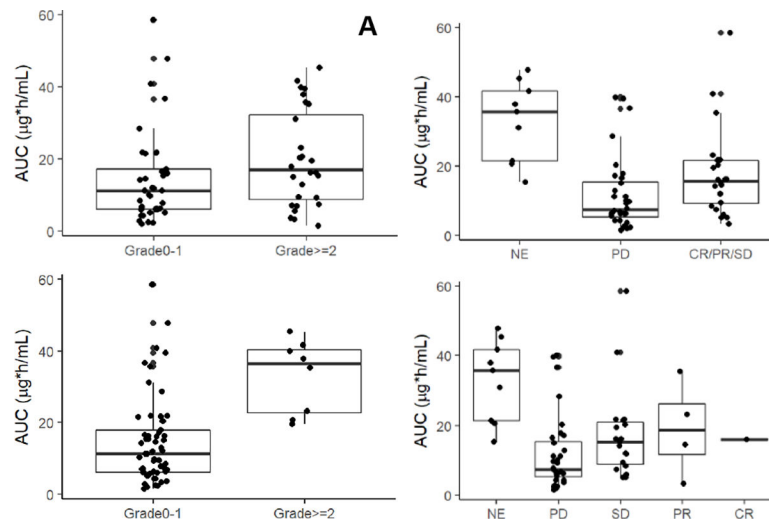 A
60
40
20
0
AUC (µg*h/mL)
Grade0-1 Grade>=2
60
40
20
0
AUC (µg*h/mL)
NE PD CR/PR/SD
60
40
20
0
AUC (µg*h/mL)
Grade0-1 Grade>=2
60
40
20
0
AUC (µg*h/mL)
NE PD SD PR CR